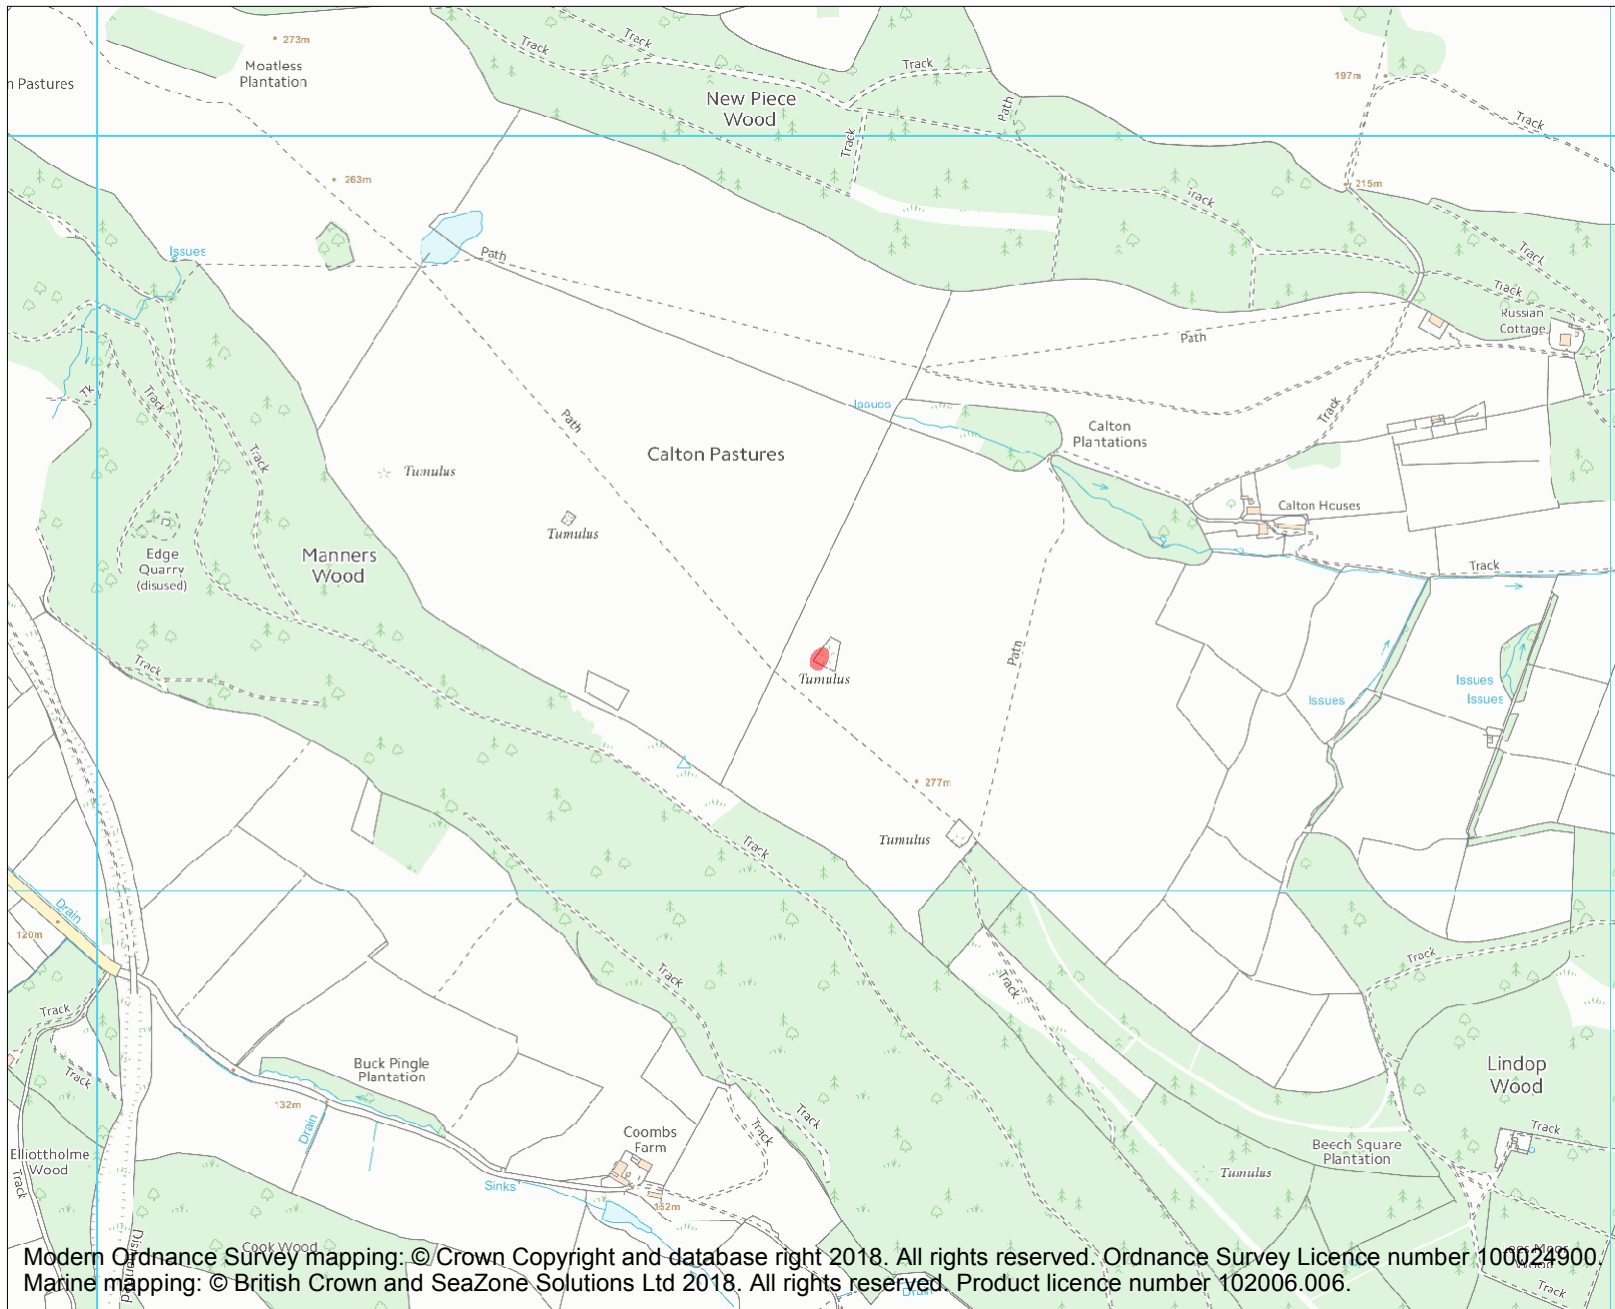 273m
Moatless
Plantation
n Pastures
Track
Track
Track
New Piece
Wood
Path
Track
197m
Track
263m
215m
Track
Issues
Path
Track
Track
Russian
Cottage
Path
Tk
Track
Issues
Track
Path
Calton
Plantations
Track
Calton Pastures
Tumulus
Tumulus
Calton Houses
Edge
Quarry
(disused)
Manners
Wood
Track
Track
Path
Tumulus
Issues
Issues
Issues
277m
Tumulus
Track
Drain
120m
Track
Track
Track
Track
Buck Pingle
Plantation
Track
132m
Drain
Lindop
Wood
Track
Track
Coombs
Farm
Track
Beech Square
Plantation
Elliottholme
Wood
Tumulus
Track
Sinks
152m
Cook Wood
Drain
Track
Modern Ordnance Survey mapping: © Crown Copyright and database right 2018. All rights reserved. Ordnance Survey Licence number 100024900.
Marine mapping: © British Crown and SeaZone Solutions Ltd 2018. All rights reserved. Product licence number 102006.006.